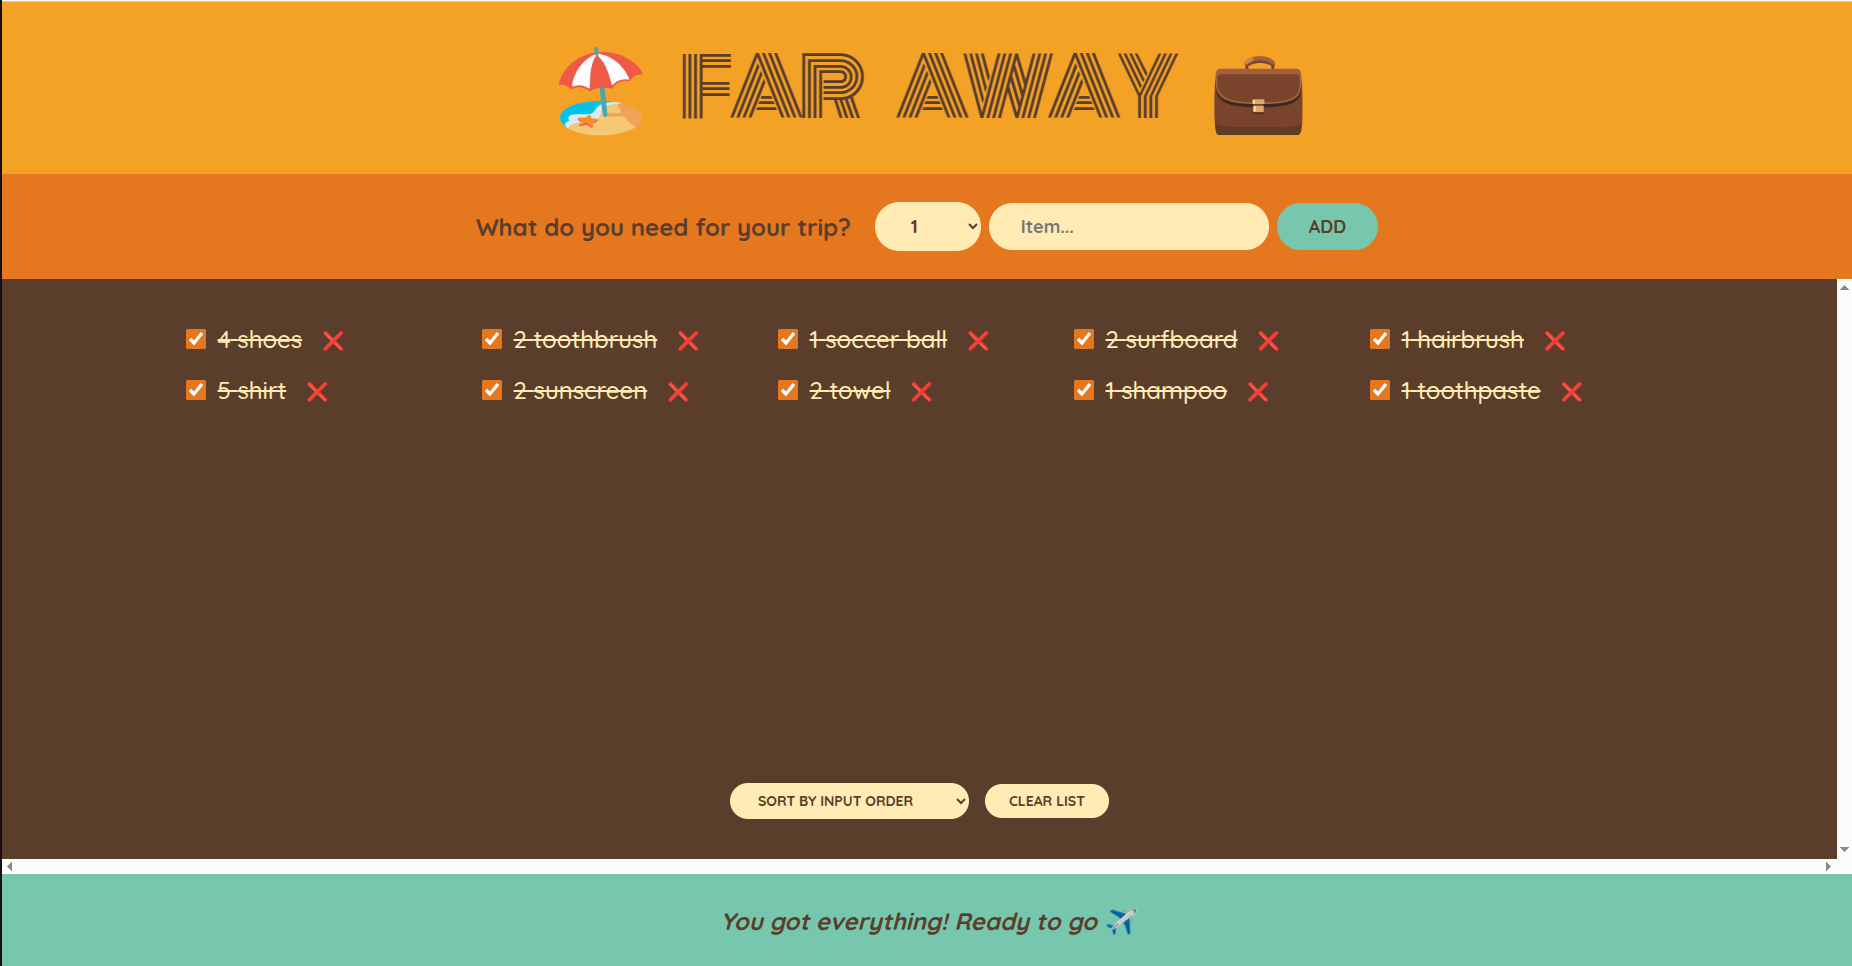 FAR AWAY
What do you need for your trip? 1 Item... ADD
4 shoes 2 toothbrush 1 soccer ball 2 surfboard 1 hairbrush
5 shirt 2 sunscreen 2 towel 1 shampoo 1 toothpaste
SORT BY INPUT ORDER CLEAR LIST
You got everything! Ready to go